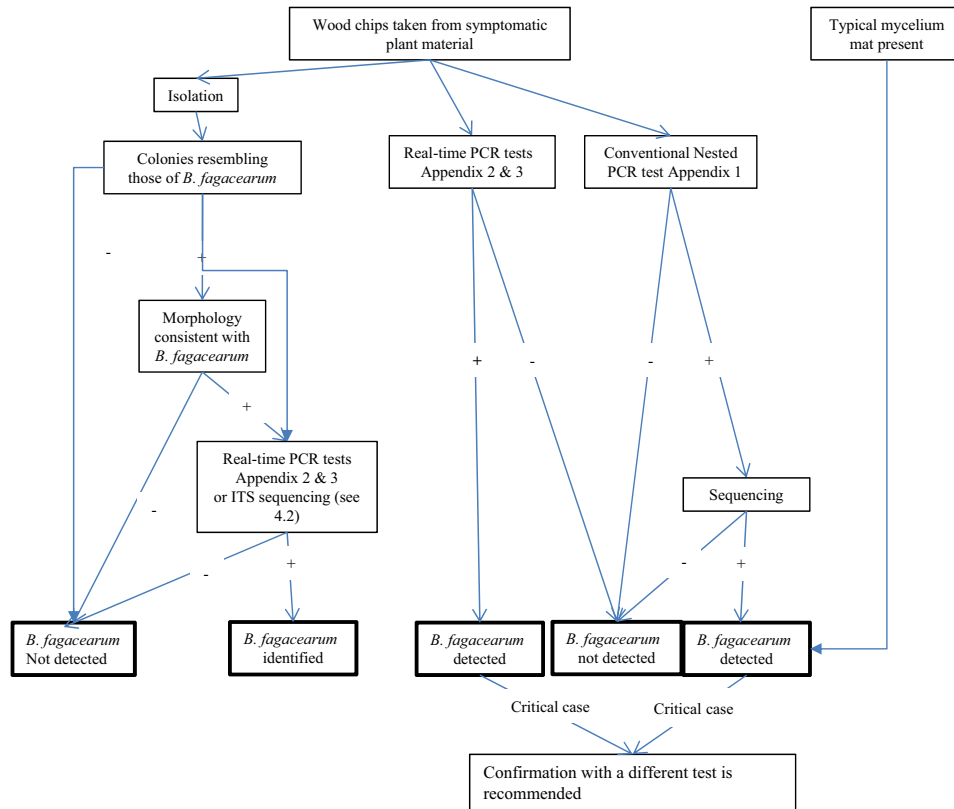 Wood chips taken from symptomatic
plant material
Typical mycelium
mat present
Isolation
Colonies resembling
those of B. fagacearum
Real-time PCR tests
Appendix 2 & 3
Conventional Nested
PCR test Appendix 1
-
+
Morphology
consistent with
B. fagacearum
+
-
-
+
+
Real-time PCR tests
Appendix 2 & 3
or ITS sequencing (see
4.2)
Sequencing
-
-
+
-
+
B. fagacearum
Not detected
B. fagacearum
identified
B. fagacearum
detected
B. fagacearum
not detected
B. fagacearum
detected
Critical case
Critical case
Confirmation with a different test is
recommended